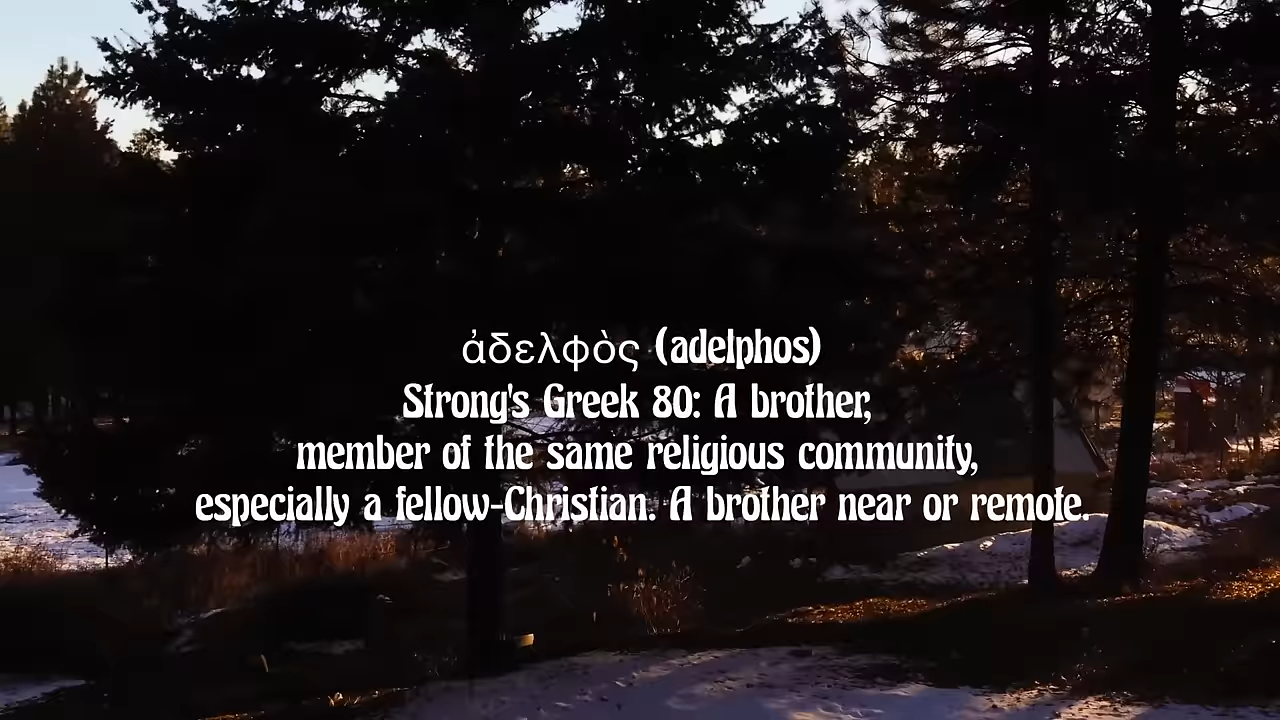 ἀδελφὸς (adelphos)
Strong's Greek 80: A brother,
member of the same religious community,
especially a fellow-Christian. A brother near or remote.